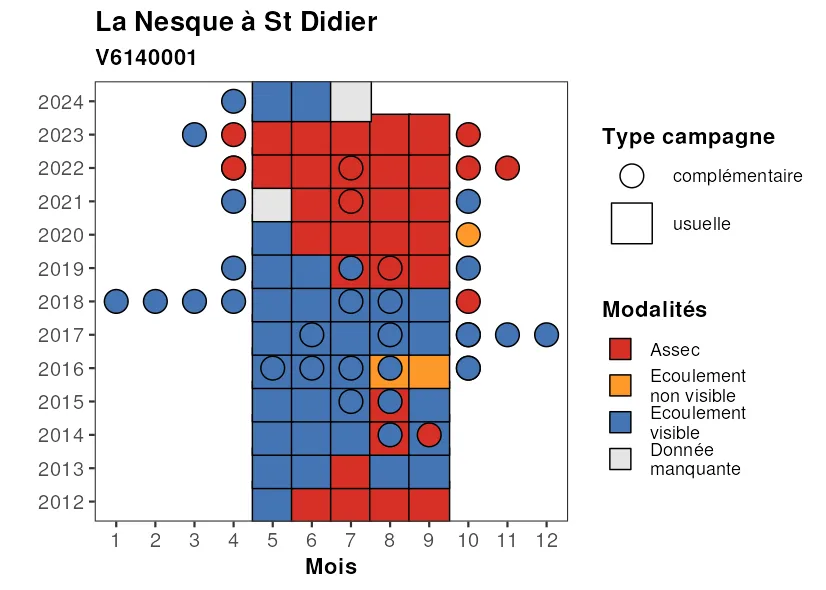 La Nesque à St Didier
V6140001
2024
2023
2022
2021
2020
2019
2018
2017
2016
2015
2014
2013
2012
1 2 3 4 5 6 7 8 9 10 11 12
Mois
Type campagne
complémentaire
usuelle
Modalités
Assec
Ecoulement
non visible
Ecoulement
visible
Donnée
manquante